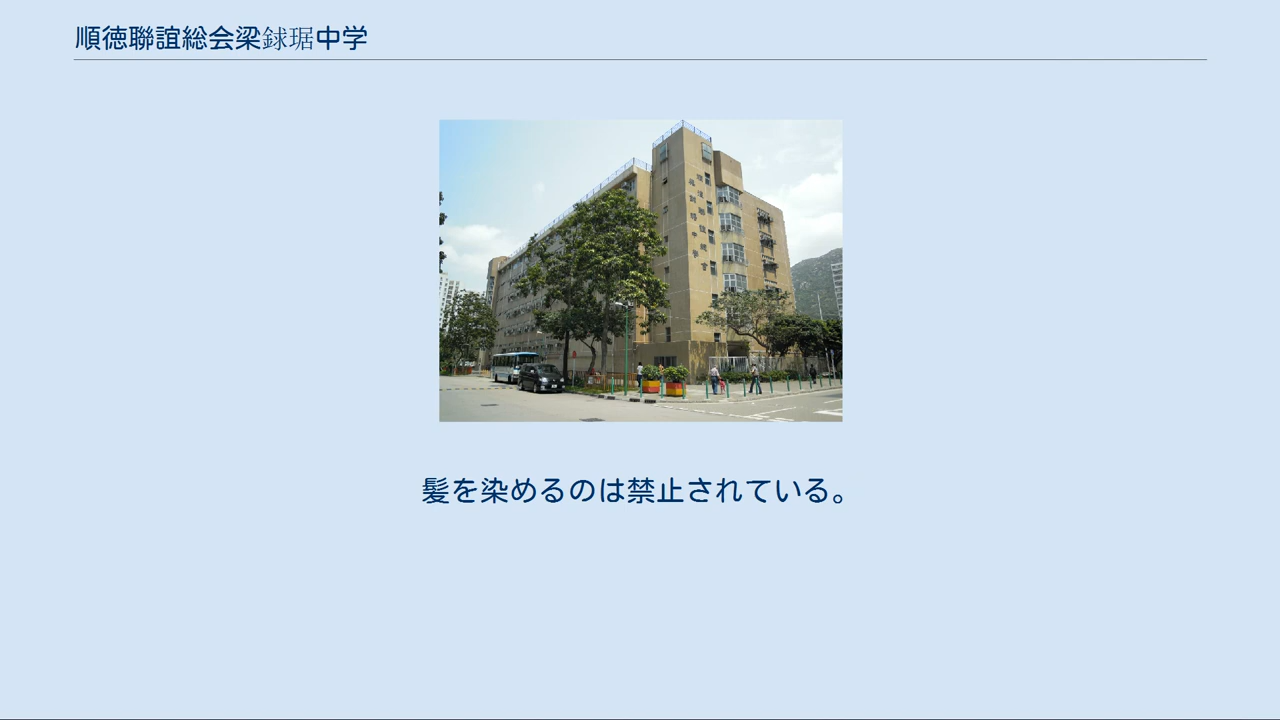 順徳聯誼総会梁銶琚中学
髪を染めるのは禁止されている。